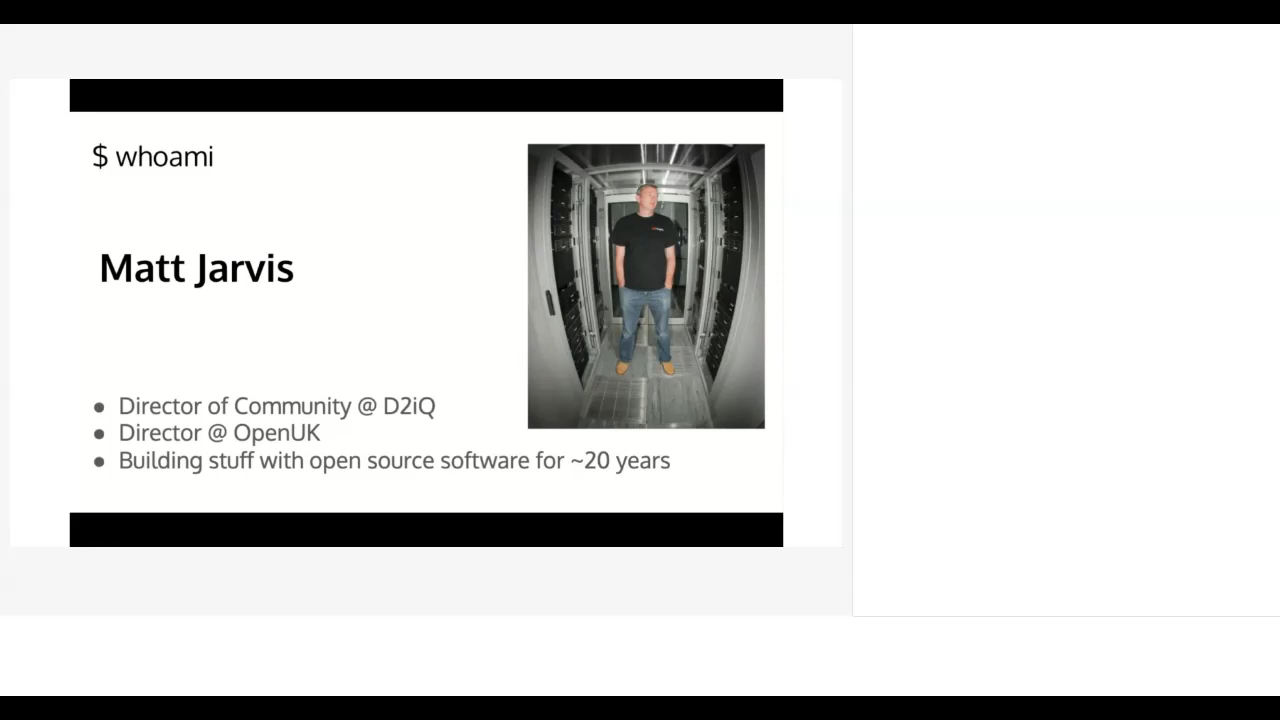 $ whoami
Matt Jarvis
● Director of Community @ D2iQ
● Director @ OpenUK
● Building stuff with open source software for ~20 years